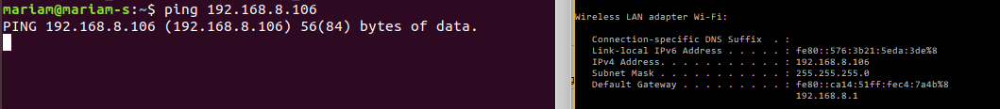 mariam@mariam-s:~$ ping 192.168.8.106
PING 192.168.8.106 (192.168.8.106) 56(84) bytes of data.
Wireless LAN adapter Wi-Fi:
Connection-specific DNS Suffix . :
Link-local IPv6 Address . . . . . : fe80::576:3b21:5eda:3de%8
IPv4 Address. . . . . . . . . . . : 192.168.8.106
Subnet Mask . . . . . . . . . . . : 255.255.255.0
Default Gateway . . . . . . . . . : fe80::ca14:51ff:fec4:7a4b%8
192.168.8.1